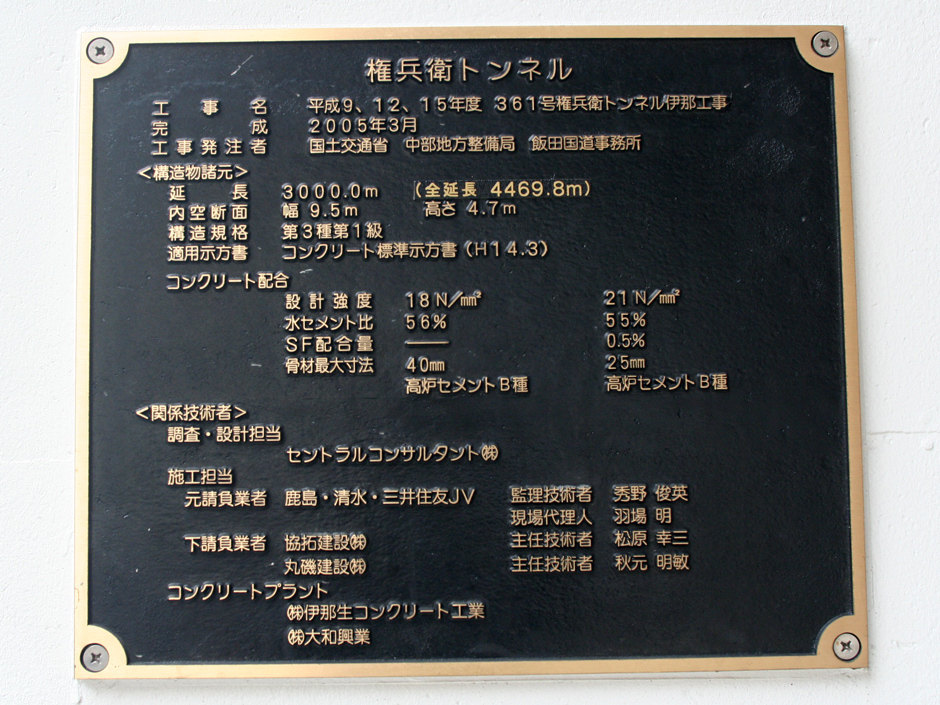 権兵衛トンネル
工事名 平成9、12、15年度 361号権兵衛トンネル伊那工事
完成 2005年3月
工事発注者 国土交通省 中部地方整備局 飯田国道事務所
<構造物諸元>
延長 3000.0m (全延長 4469.8m)
内空断面 幅 9.5m 高さ 4.7m
構造規格 第3種第1級
適用示方書 コンクリート標準示方書(H14.3)
コンクリート配合
設計強度 18N/mm² 21N/mm²
水セメント比 56% 55%
SF配合量 ── 0.5%
骨材最大寸法 40mm 25mm
高炉セメントB種 高炉セメントB種
<関係技術者>
調査・設計担当
セントラルコンサルタント㈱
施工担当
元請負業者 鹿島・清水・三井住友JV 監理技術者 秀野 俊英
現場代理人 羽場 明
下請負業者 協拓建設㈱ 主任技術者 松原 幸三
丸磯建設㈱ 主任技術者 秋元 明敏
コンクリートプラント
㈱伊那生コンクリート工業
㈱大和興業